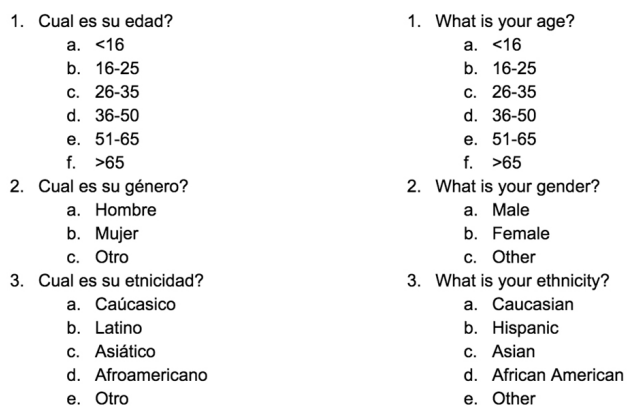 1. Cual es su edad?
a. <16
b. 16-25
c. 26-35
d. 36-50
e. 51-65
f. >65
2. Cual es su género?
a. Hombre
b. Mujer
c. Otro
3. Cual es su etnicidad?
a. Caúcasico
b. Latino
c. Asiático
d. Afroamericano
e. Otro
1. What is your age?
a. <16
b. 16-25
c. 26-35
d. 36-50
e. 51-65
f. >65
2. What is your gender?
a. Male
b. Female
c. Other
3. What is your ethnicity?
a. Caucasian
b. Hispanic
c. Asian
d. African American
e. Other